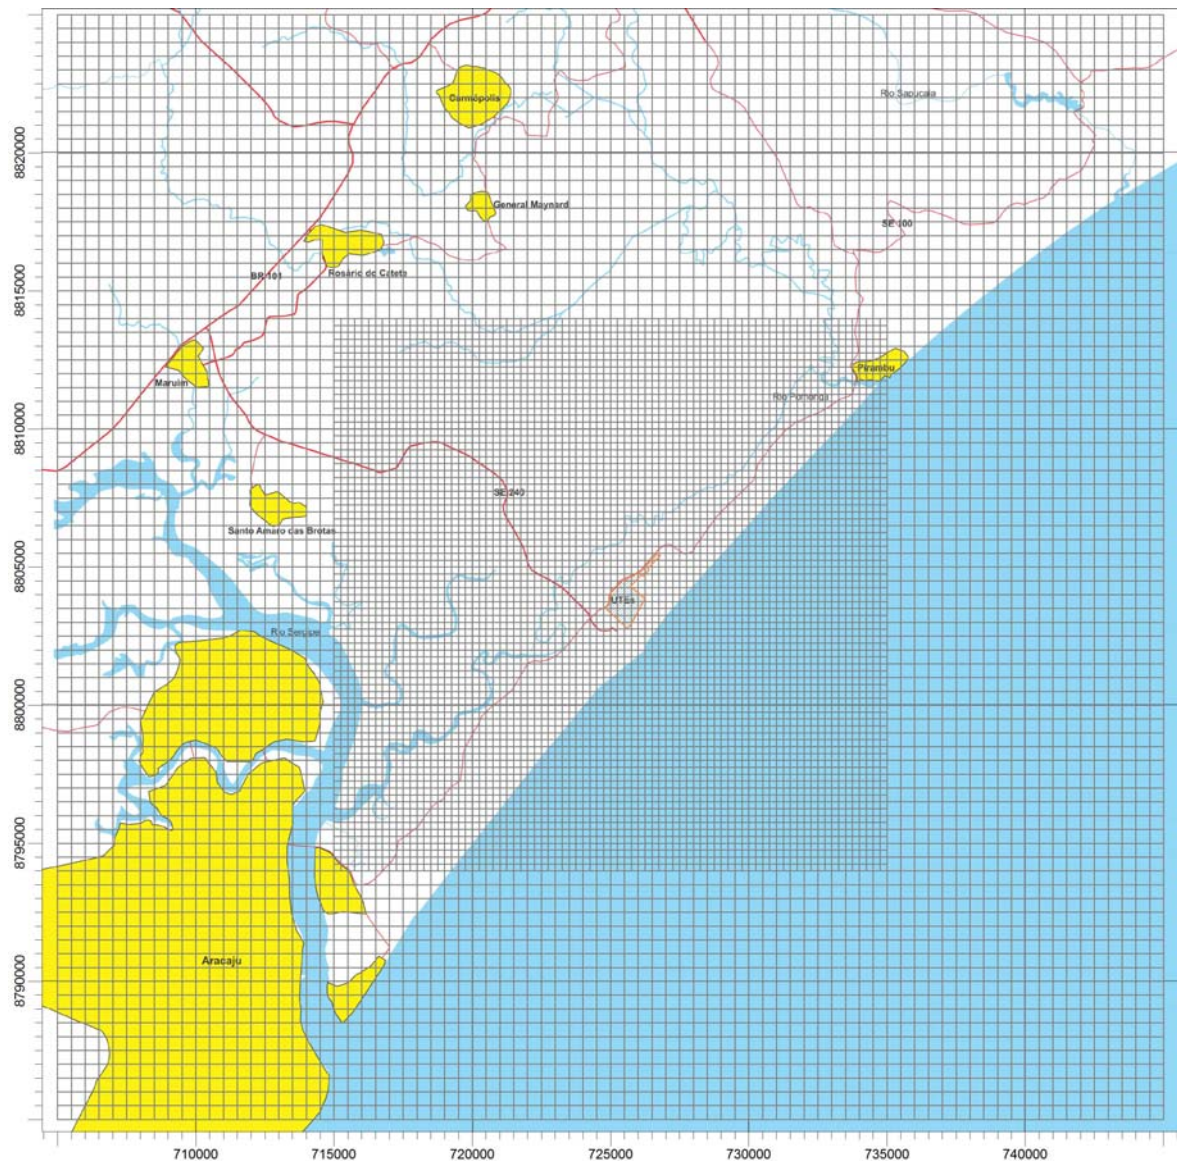 Carmópolis
Rio Sapucaia
8820000
General Maynard
SE 100
Rosário do Catete
BR 101
8815000
Maruim
Pirambu
Rio Pomonga
8810000
SE 240
Santo Amaro das Brotas
8805000
UTEs
Rio Sergipe
8800000
8795000
Aracaju
8790000
710000 715000 720000 725000 730000 735000 740000